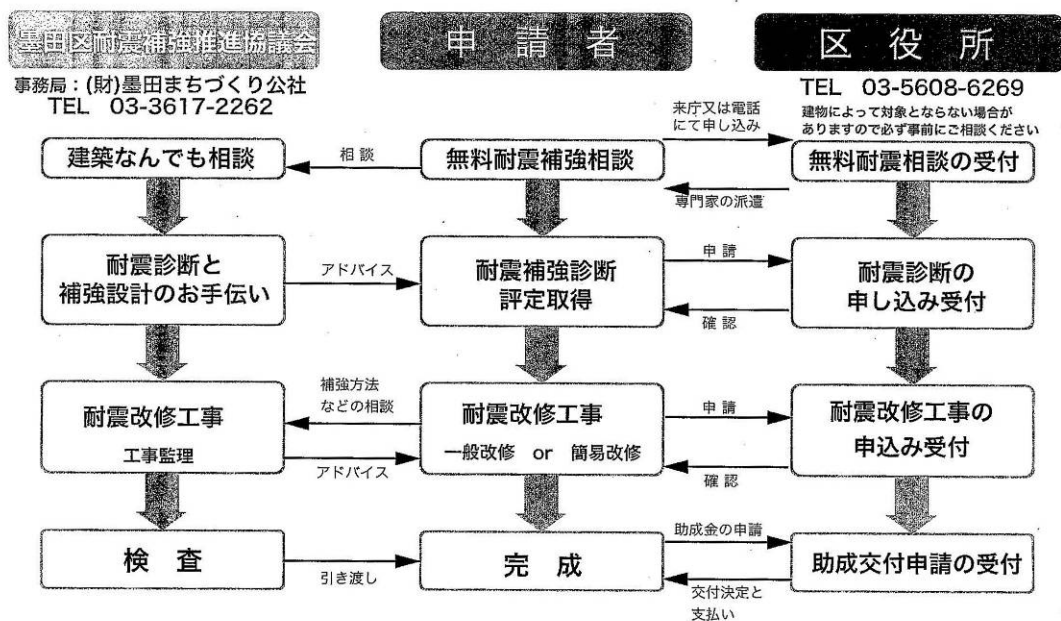 墨田区耐震補強推進協議会
申請者
区役所
事務局：(財)墨田まちづくり公社
TEL 03-3617-2262
TEL 03-5608-6269
建物によって対象とならない場合が
ありますので必ず事前にご相談ください
来庁又は電話
にて申し込み
建築なんでも相談
相談
無料耐震補強相談
無料耐震相談の受付
専門家の派遣
耐震診断と
補強設計のお手伝い
アドバイス
耐震補強診断
評定取得
申請
確認
耐震診断の
申し込み受付
耐震改修工事
工事監理
補強方法
などの相談
アドバイス
耐震改修工事
一般改修 or 簡易改修
申請
確認
耐震改修工事の
申込み受付
検査
引き渡し
完成
助成金の申請
交付決定と
支払い
助成交付申請の受付